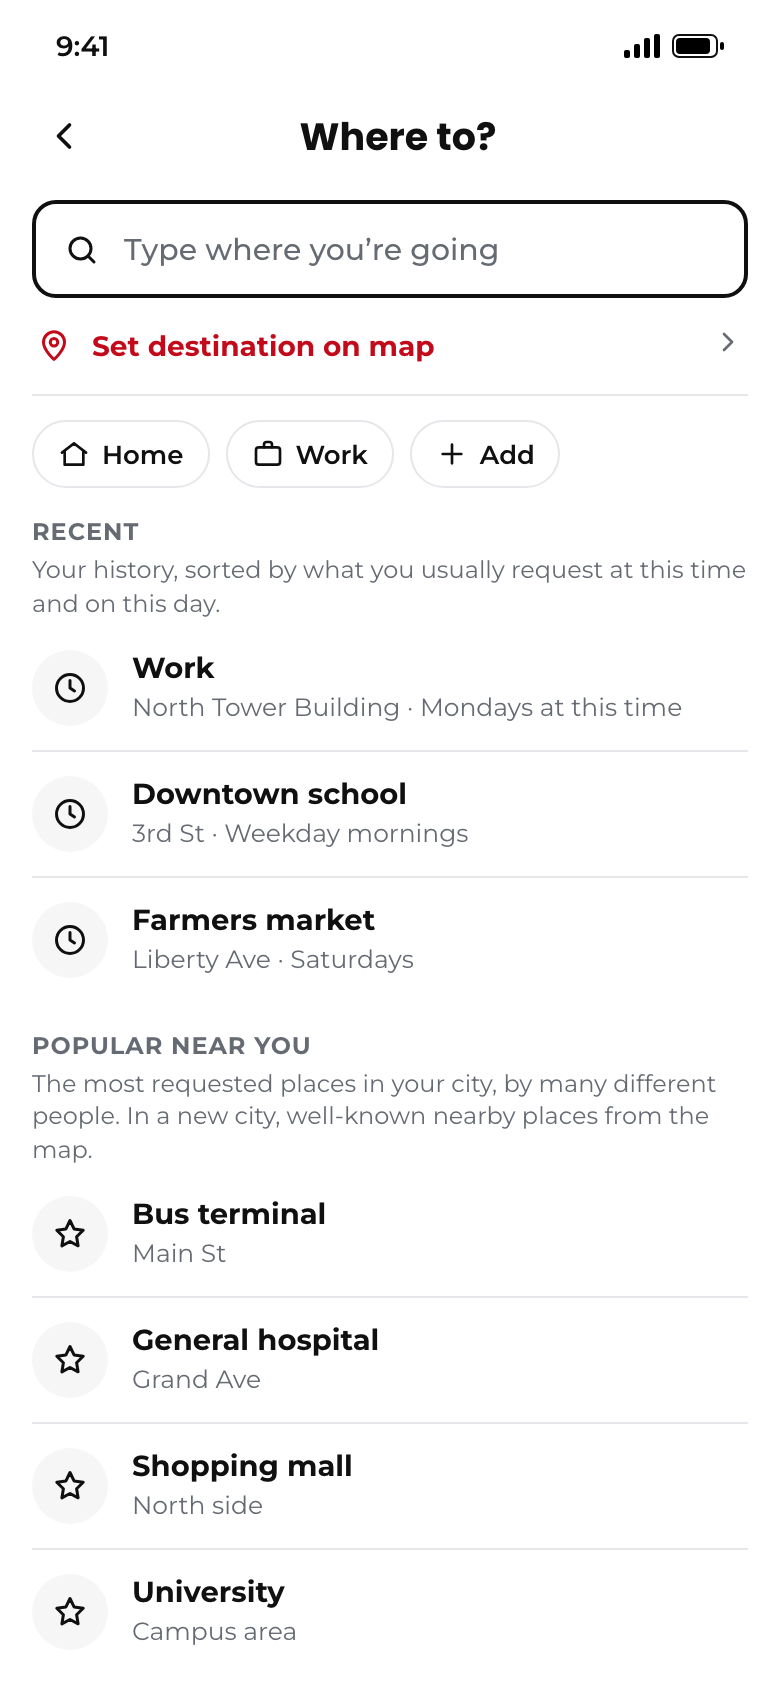 9:41
Where to?
Type where you’re going
Set destination on map
Home
Work
Add
RECENT
Your history, sorted by what you usually request at this time
and on this day.
Work
North Tower Building · Mondays at this time
Downtown school
3rd St · Weekday mornings
Farmers market
Liberty Ave · Saturdays
POPULAR NEAR YOU
The most requested places in your city, by many different
people. In a new city, well-known nearby places from the
map.
Bus terminal
Main St
General hospital
Grand Ave
Shopping mall
North side
University
Campus area